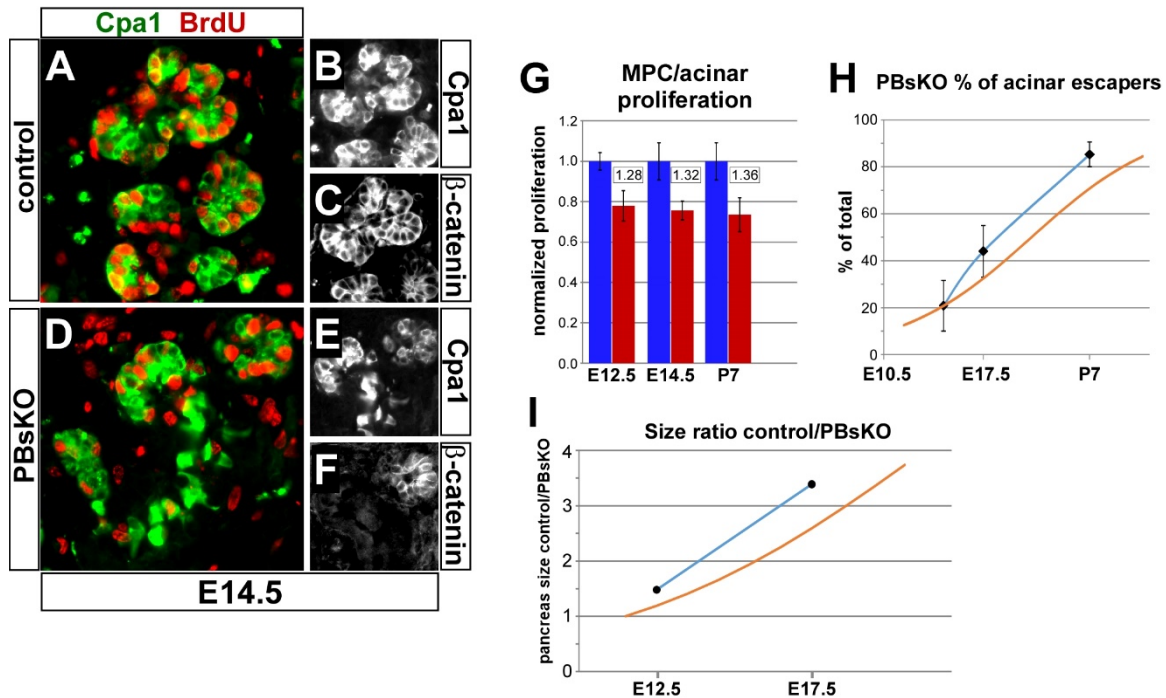 Cpa1 BrdU
A
control
B
Cpa1
C
β-catenin
D
PBsKO
E
Cpa1
F
β-catenin
E14.5
G
MPC/acinar
proliferation
normalized proliferation
1.2
1.0
0.8
0.6
0.4
0.2
0.0
1.28
1.32
1.36
E12.5 E14.5 P7
H
PBsKO % of acinar escapers
% of total
100
80
60
40
20
0
E10.5 E17.5 P7
I
Size ratio control/PBsKO
pancreas size control/PBsKO
4
3
2
1
0
E12.5 E17.5